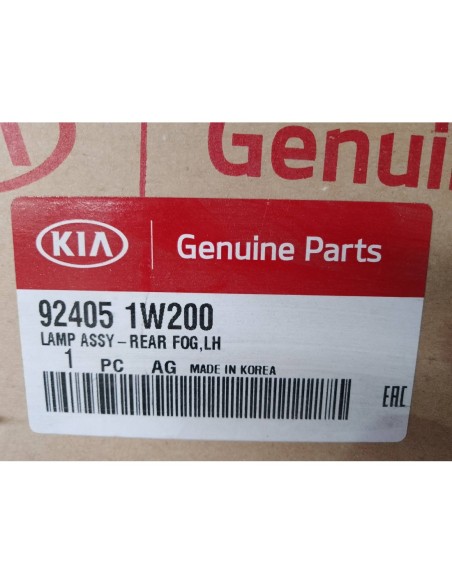 Genui
KIA Genuine Parts
92405 1W200
LAMP ASSY-REAR FOG,LH
1 PC AG MADE IN KOREA
EAC